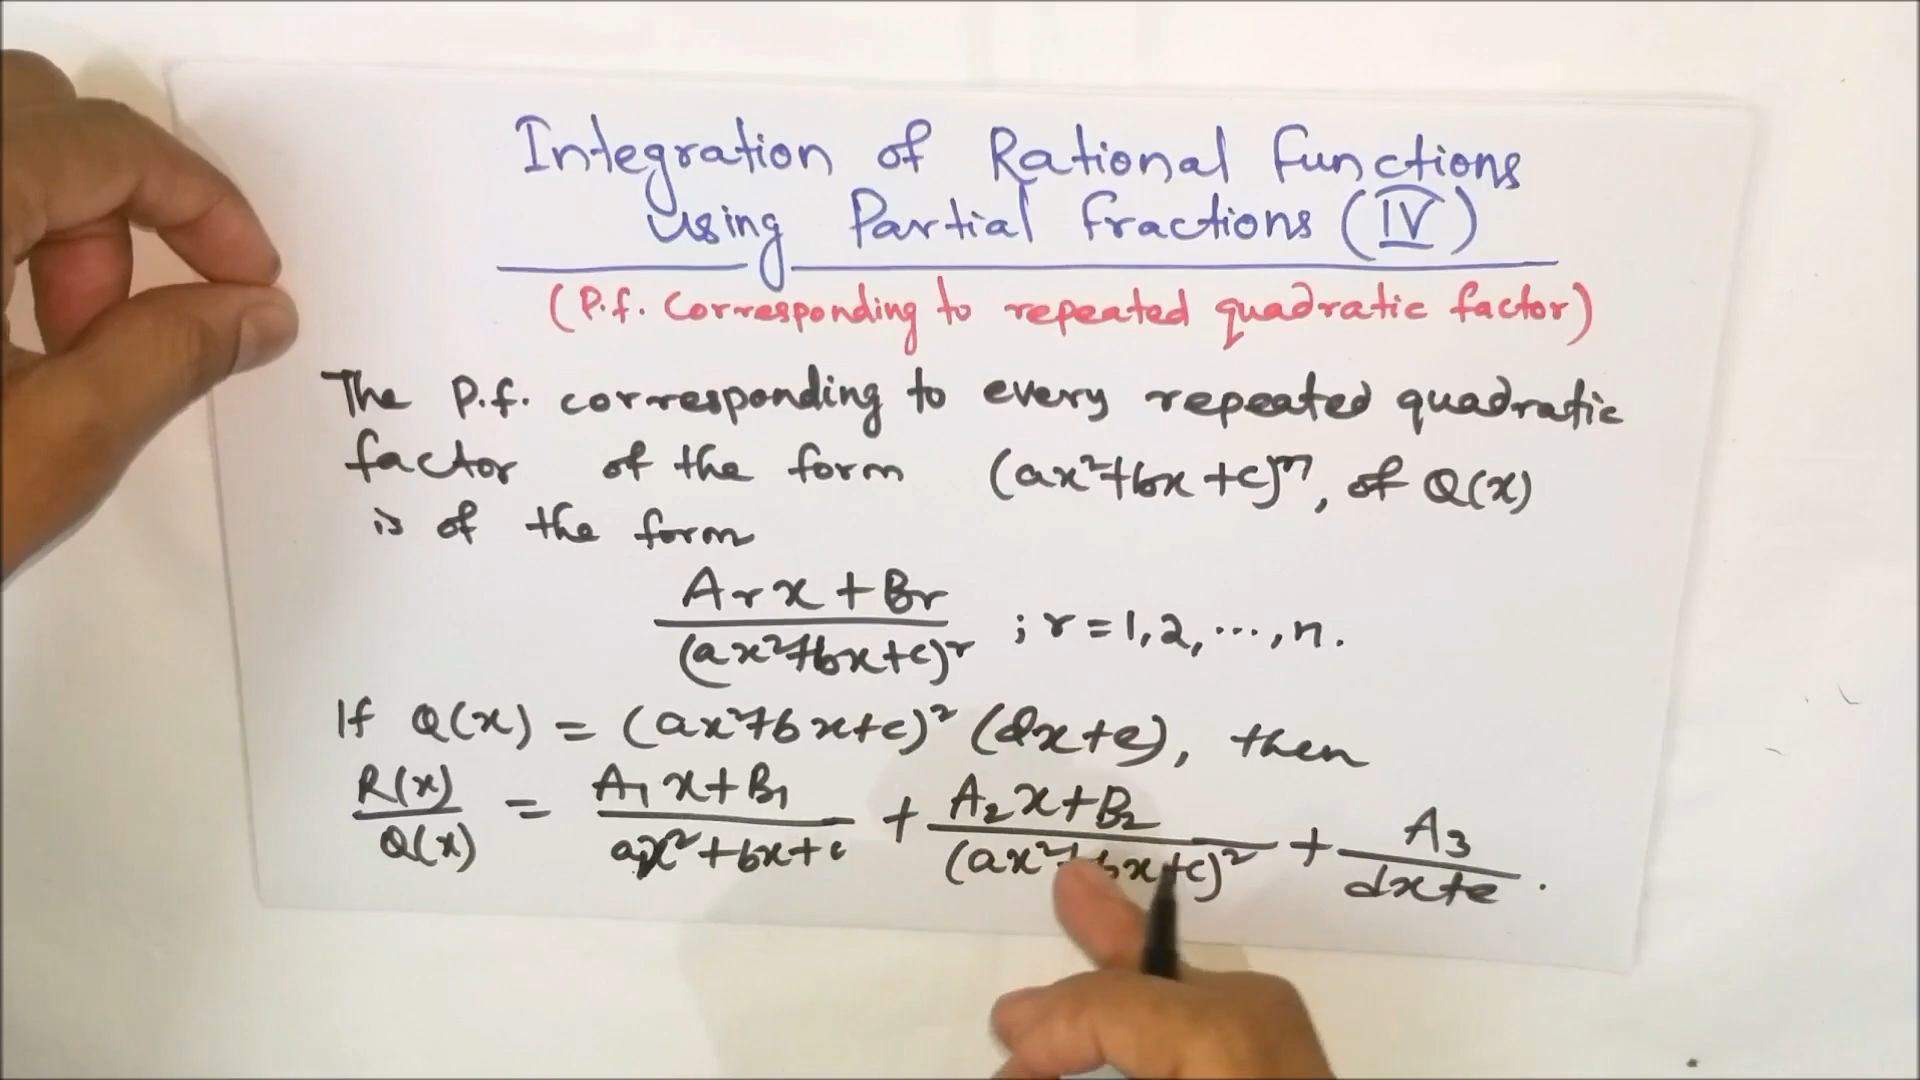 Integration of Rational Functions
using Partial Fractions (IV)
(P.f. Corresponding to repeated quadratic factor)
The P.f. corresponding to every repeated quadratic
factor of the form (ax²+bx+c)ⁿ, of Q(x)
is of the form
Aᵣx + Bᵣ
(ax²+bx+c)ʳ ; r = 1, 2, ..., n.
If Q(x) = (ax²+bx+c)² (dx+e), then
R(x)/Q(x) = (A₁x+B₁)/(ax²+bx+c) + (A₂x+B₂)/(ax²+bx+c)² + A₃/(dx+e).